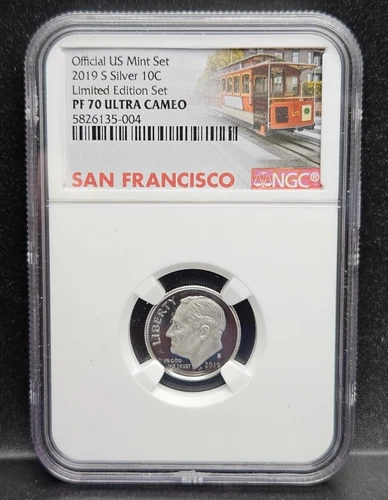 Official US Mint Set
2019 S Silver 10C
Limited Edition Set
PF 70 ULTRA CAMEO
5826135-004
SAN FRANCISCO
NGC®
LIBERTY
IN GOD
WE TRUST
S
2019